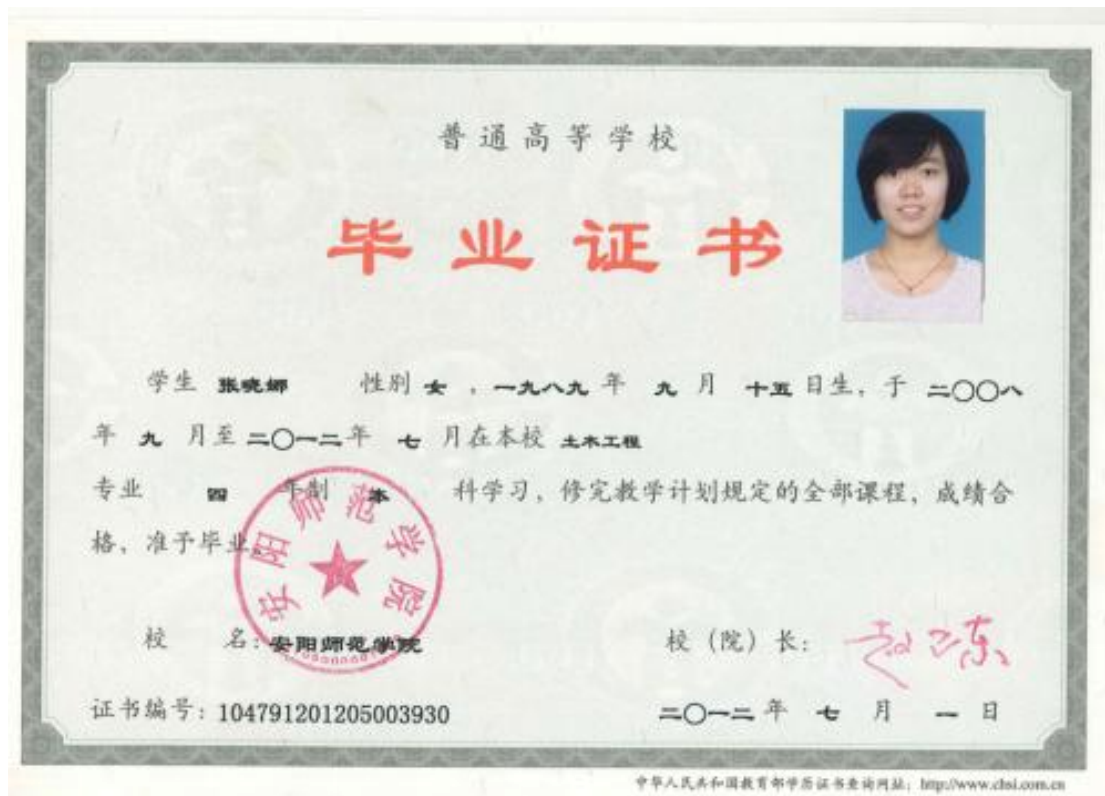 普通高等学校
毕业证书
学生 张晓娜 性别 女 ，一九八九 年 九 月 十五 日生，于 二〇〇八
年 九 月至 二〇一二 年 七 月在本校 土木工程
专业 四 年制 本 科学习，修完教学计划规定的全部课程，成绩合
格，准予毕业。
安阳师范学院
校 名：安阳师范学院
校（院）长：
证书编号：104791201205003930
二〇一二 年 七 月 一 日
中华人民共和国教育部学历证书查询网址：http://www.chsi.com.cn